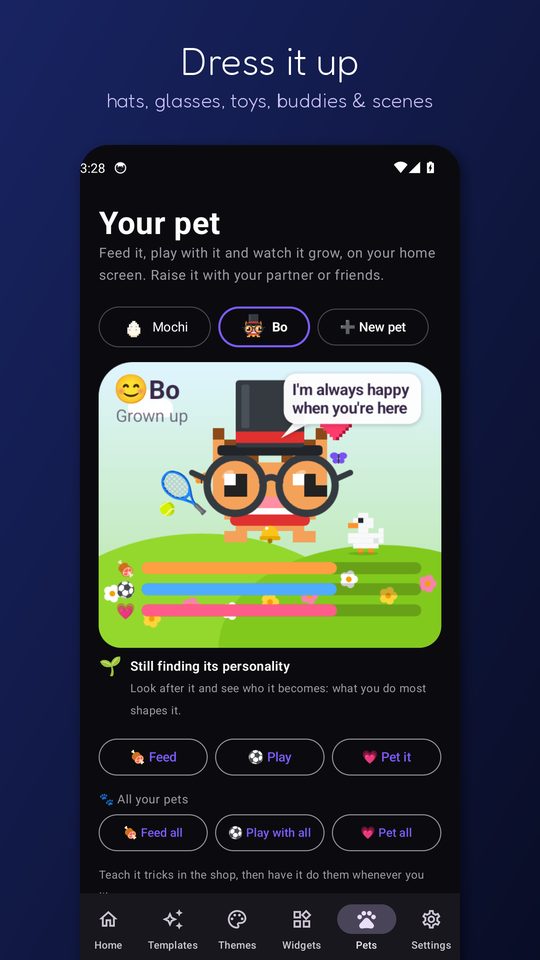 Dress it up
hats, glasses, toys, buddies & scenes
3:28
Your pet
Feed it, play with it and watch it grow, on your home
screen. Raise it with your partner or friends.
Mochi
Bo
➕ New pet
😊Bo
Grown up
I'm always happy
when you're here
Still finding its personality
Look after it and see who it becomes: what you do most
shapes it.
🍖 Feed
⚽ Play
💗 Pet it
🐾 All your pets
🍖 Feed all
⚽ Play with all
💗 Pet all
Teach it tricks in the shop, then have it do them whenever you
Home
Templates
Themes
Widgets
Pets
Settings